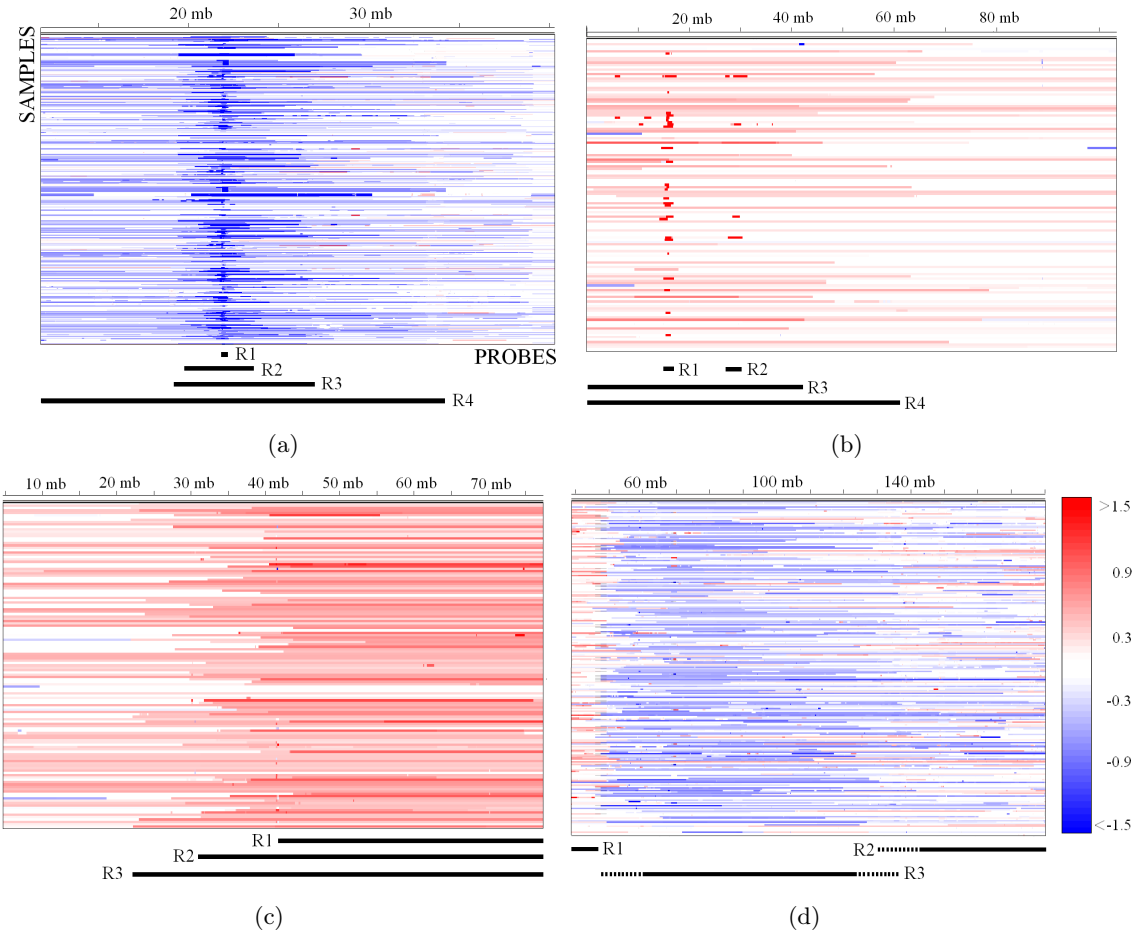 20 mb 30 mb
SAMPLES
PROBES
R1
R2
R3
R4
(a)
20 mb 40 mb 60 mb 80 mb
R1 R2
R3
R4
(b)
10 mb 20 mb 30 mb 40 mb 50 mb 60 mb 70 mb
R1
R2
R3
(c)
60 mb 100 mb 140 mb
R1 R2
R3
(d)
>1.5
0.9
0.3
-0.3
-0.9
<-1.5